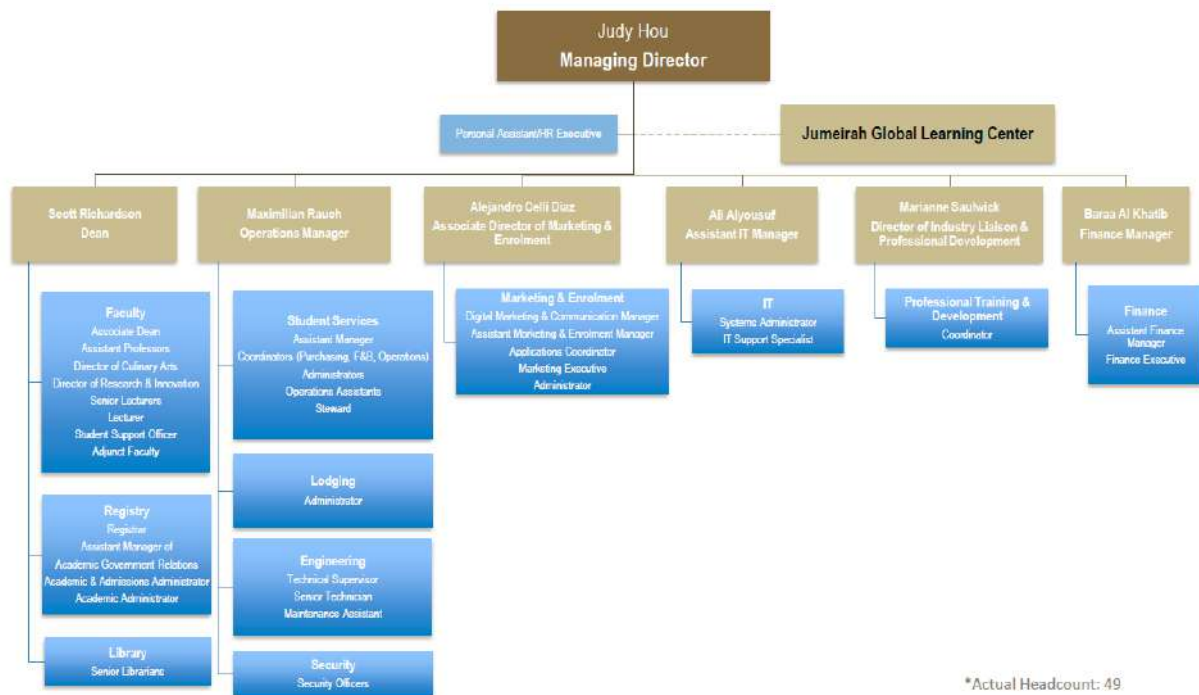 Judy Hou
Managing Director
Personal Assistant/HR Executive
Jumeirah Global Learning Center
Scott Richardson
Dean
Maximilian Rauch
Operations Manager
Alejandro Celli Diaz
Associate Director of Marketing &
Enrolment
Ali Alyousuf
Assistant IT Manager
Marianne Saulwick
Director of Industry Liaison &
Professional Development
Baraa Al Khatib
Finance Manager
Faculty
Associate Dean
Assistant Professors
Director of Culinary Arts
Director of Research & Innovation
Senior Lecturers
Lecturer
Student Support Officer
Adjunct Faculty
Registry
Registrar
Assistant Manager of
Academic Government Relations
Academic & Admissions Administrator
Academic Administrator
Library
Senior Librarians
Student Services
Assistant Manager
Coordinators (Purchasing, F&B, Operations)
Administrators
Operations Assistants
Steward
Lodging
Administrator
Engineering
Technical Supervisor
Senior Technician
Maintenance Assistant
Security
Security Officers
Marketing & Enrolment
Digital Marketing & Communication Manager
Assistant Marketing & Enrolment Manager
Applications Coordinator
Marketing Executive
Administrator
IT
Systems Administrator
IT Support Specialist
Professional Training &
Development
Coordinator
Finance
Assistant Finance
Manager
Finance Executive
*Actual Headcount: 49